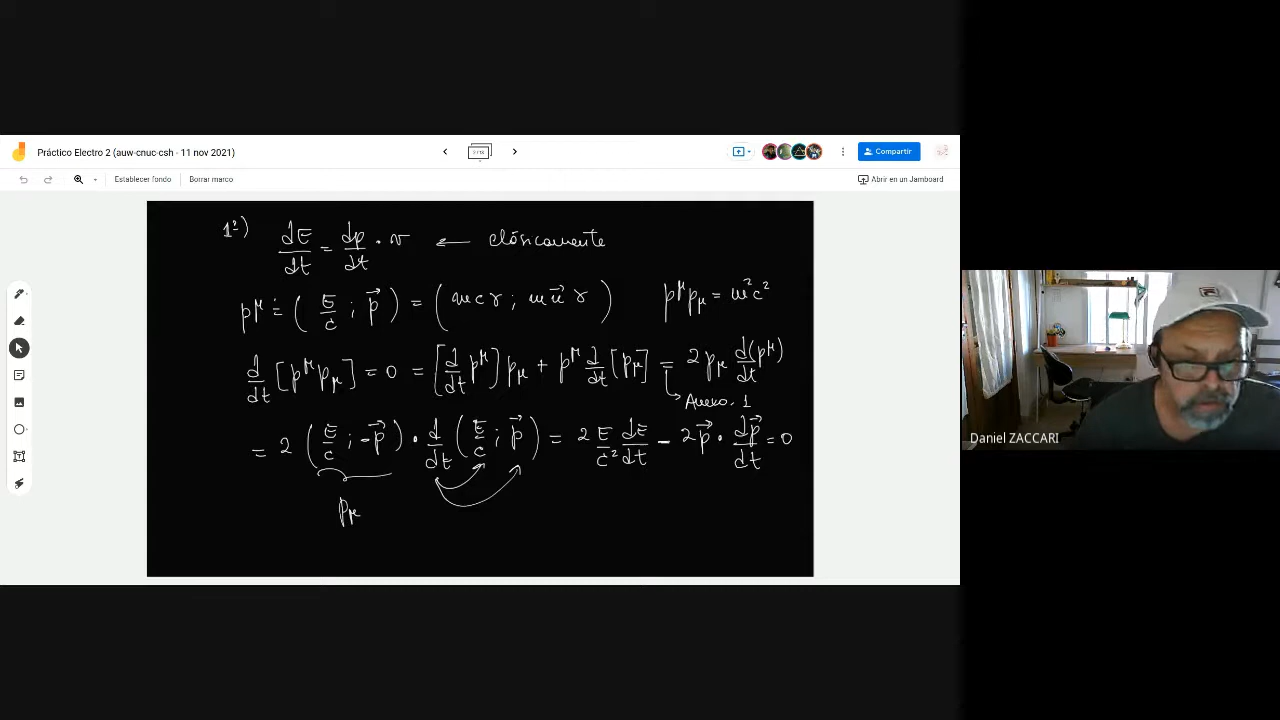 Práctico Electro 2 (auw-cnuc-csh - 11 nov 2021)
Compartir
Establecer fondo
Borrar marco
Abrir en un Jamboard
1º) dE/dt = dp/dt · v ← clásicamente
p^μ ≐ (E/c ; p⃗) = (mcγ ; mu⃗γ) p^μ p_μ = m²c²
d/dt [p^μ p_μ] = 0 = [d/dt p^μ] p_μ + p^μ d/dt [p_μ] = 2 p_μ d(p^μ)/dt
↳ Anexo. 1
= 2 (E/c ; -p⃗) · d/dt (E/c ; p⃗) = 2 E/c² dE/dt - 2p⃗ · dp⃗/dt = 0
p_μ
Daniel ZACCARI